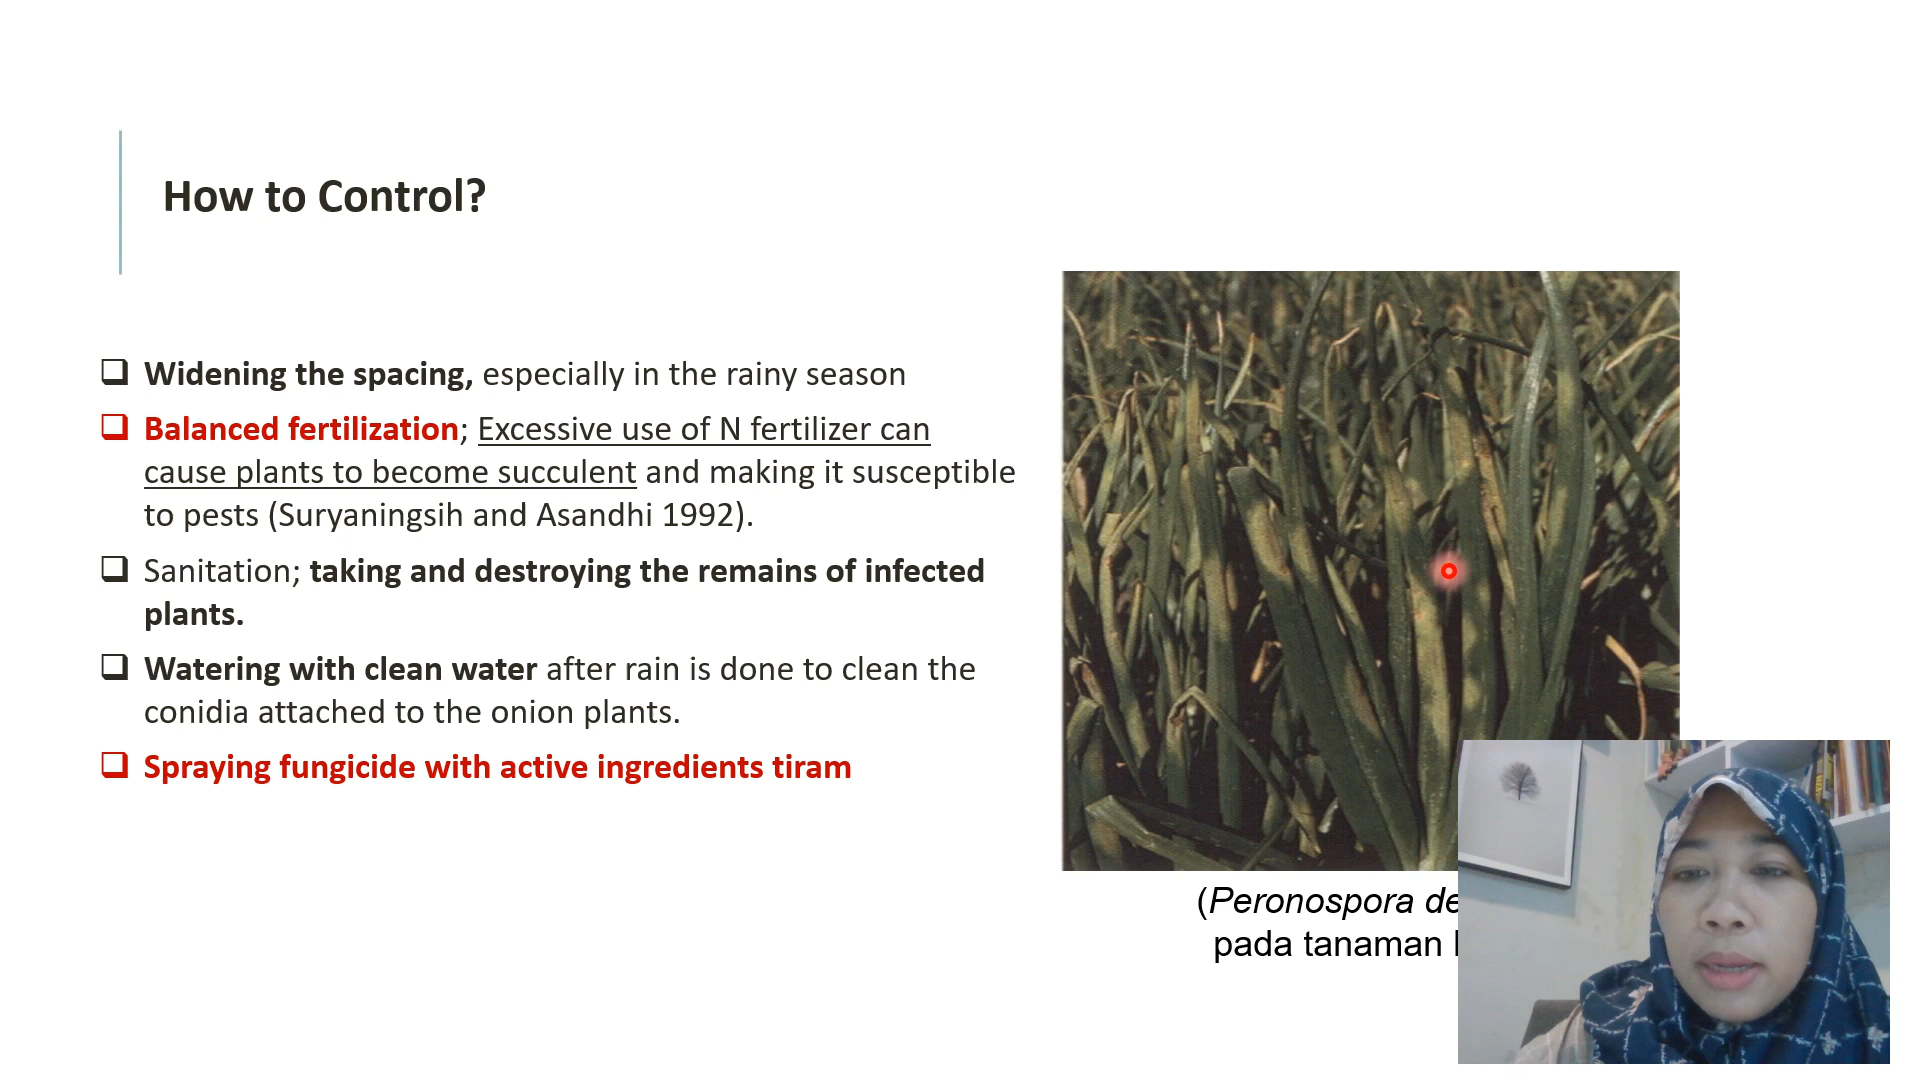 How to Control?
Widening the spacing, especially in the rainy season
Balanced fertilization; Excessive use of N fertilizer can
cause plants to become succulent and making it susceptible
to pests (Suryaningsih and Asandhi 1992).
Sanitation; taking and destroying the remains of infected
plants.
Watering with clean water after rain is done to clean the
conidia attached to the onion plants.
Spraying fungicide with active ingredients tiram
(Peronospora de
pada tanaman